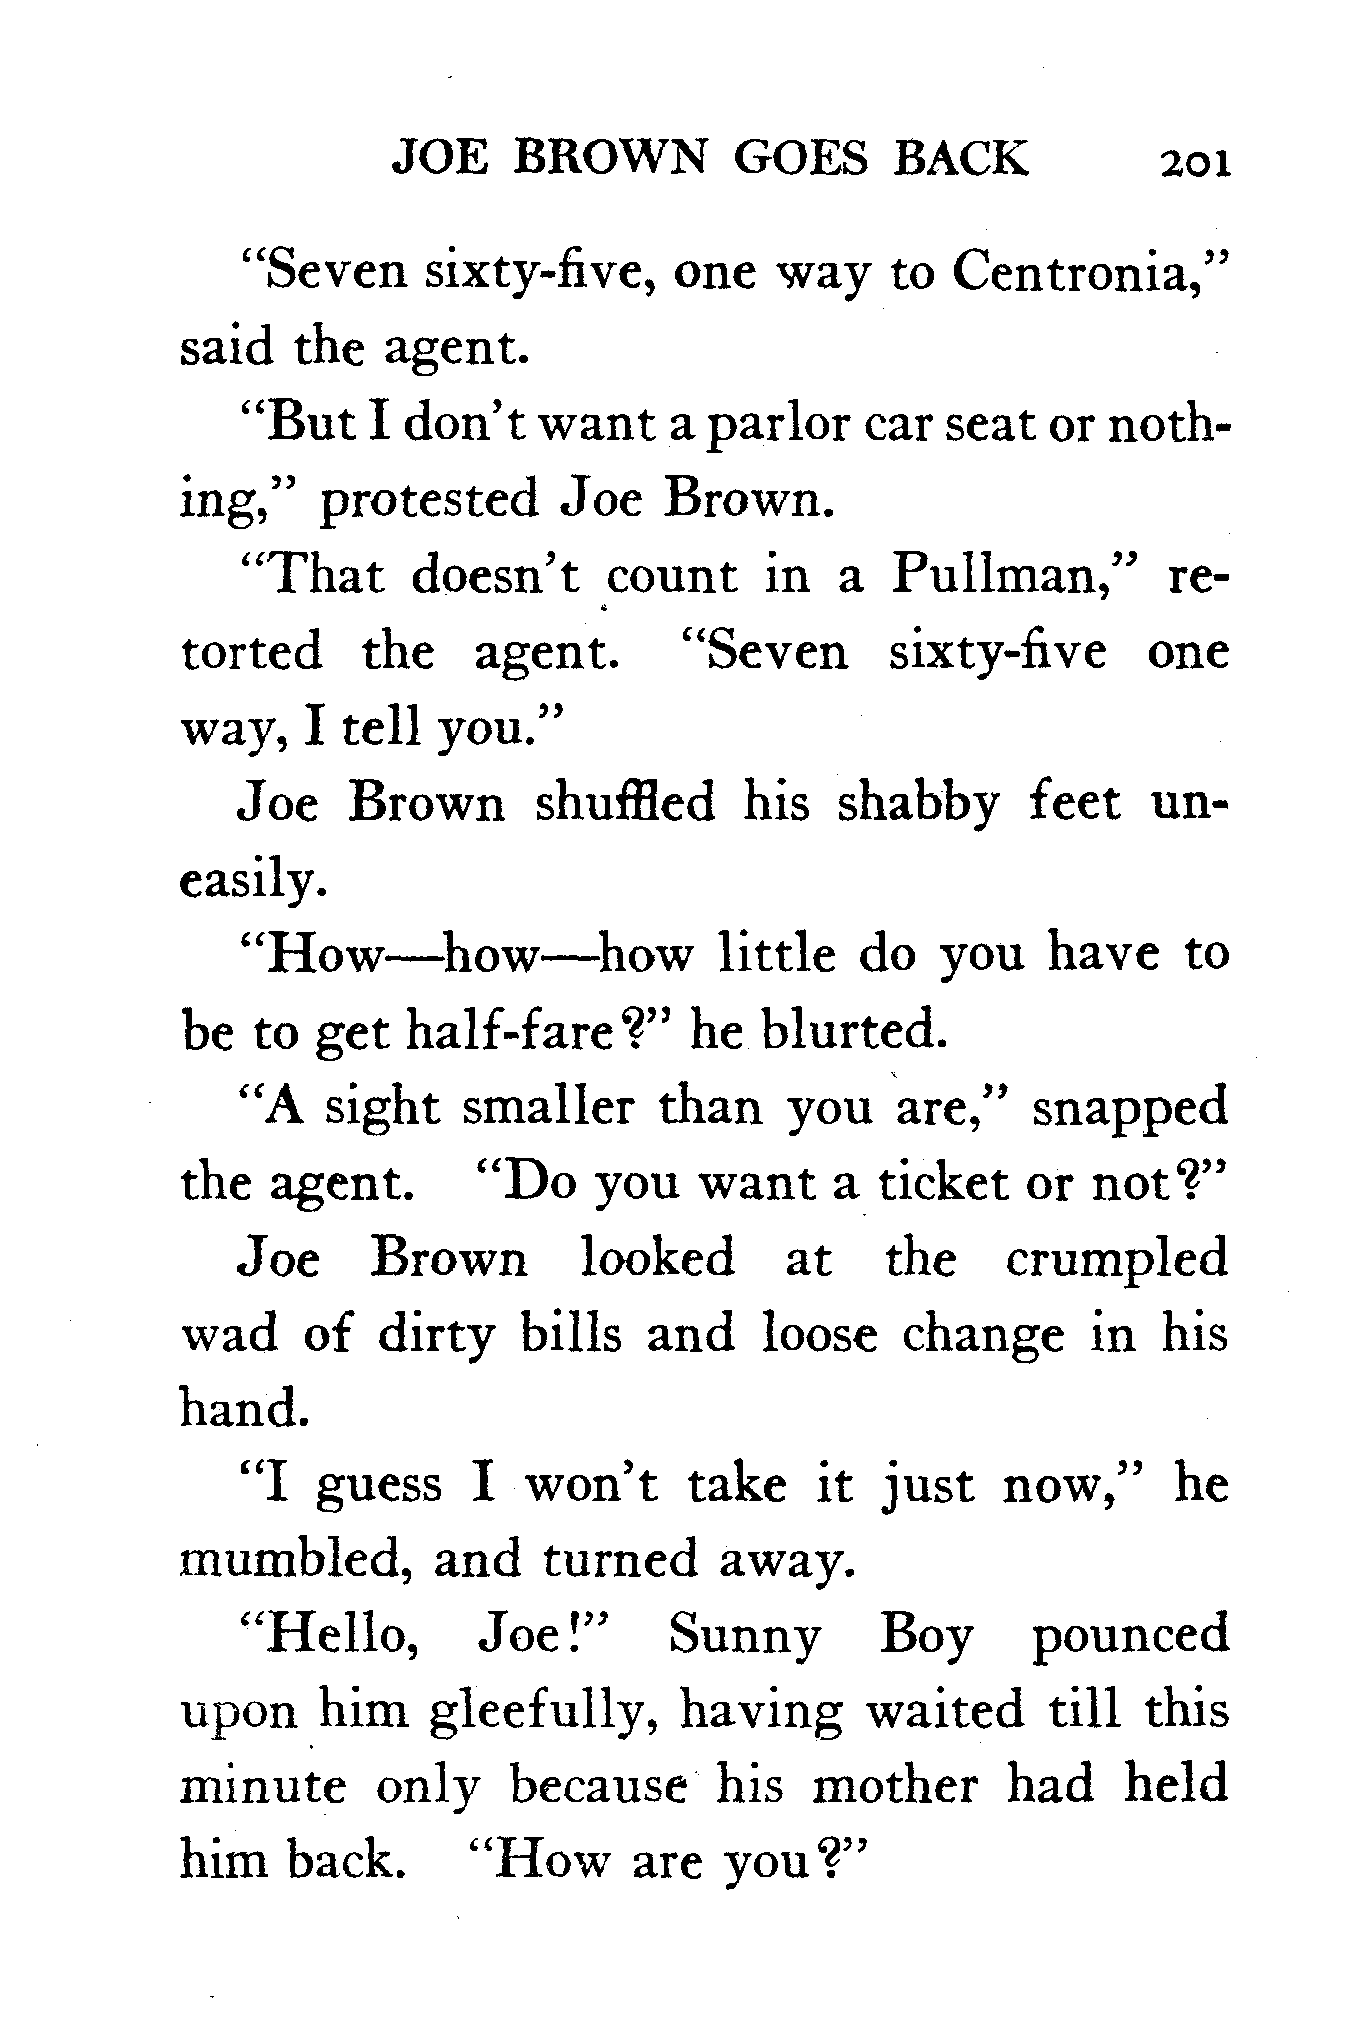 JOE BROWN GOES BACK 201
“Seven sixty-five, one way to Centronia,”
said the agent.
“But I don’t want a parlor car seat or noth-
ing,” protested Joe Brown.
“That doesn’t count in a Pullman,” re-
torted the agent. “Seven sixty-five one
way, I tell you.”
Joe Brown shuffled his shabby feet un-
easily.
“How—how—how little do you have to
be to get half-fare?” he blurted.
“A sight smaller than you are,” snapped
the agent. “Do you want a ticket or not?”
Joe Brown looked at the crumpled
wad of dirty bills and loose change in his
hand.
“I guess I won’t take it just now,” he
mumbled, and turned away.
“Hello, Joe!” Sunny Boy pounced
upon him gleefully, having waited till this
minute only because his mother had held
him back. “How are you?”